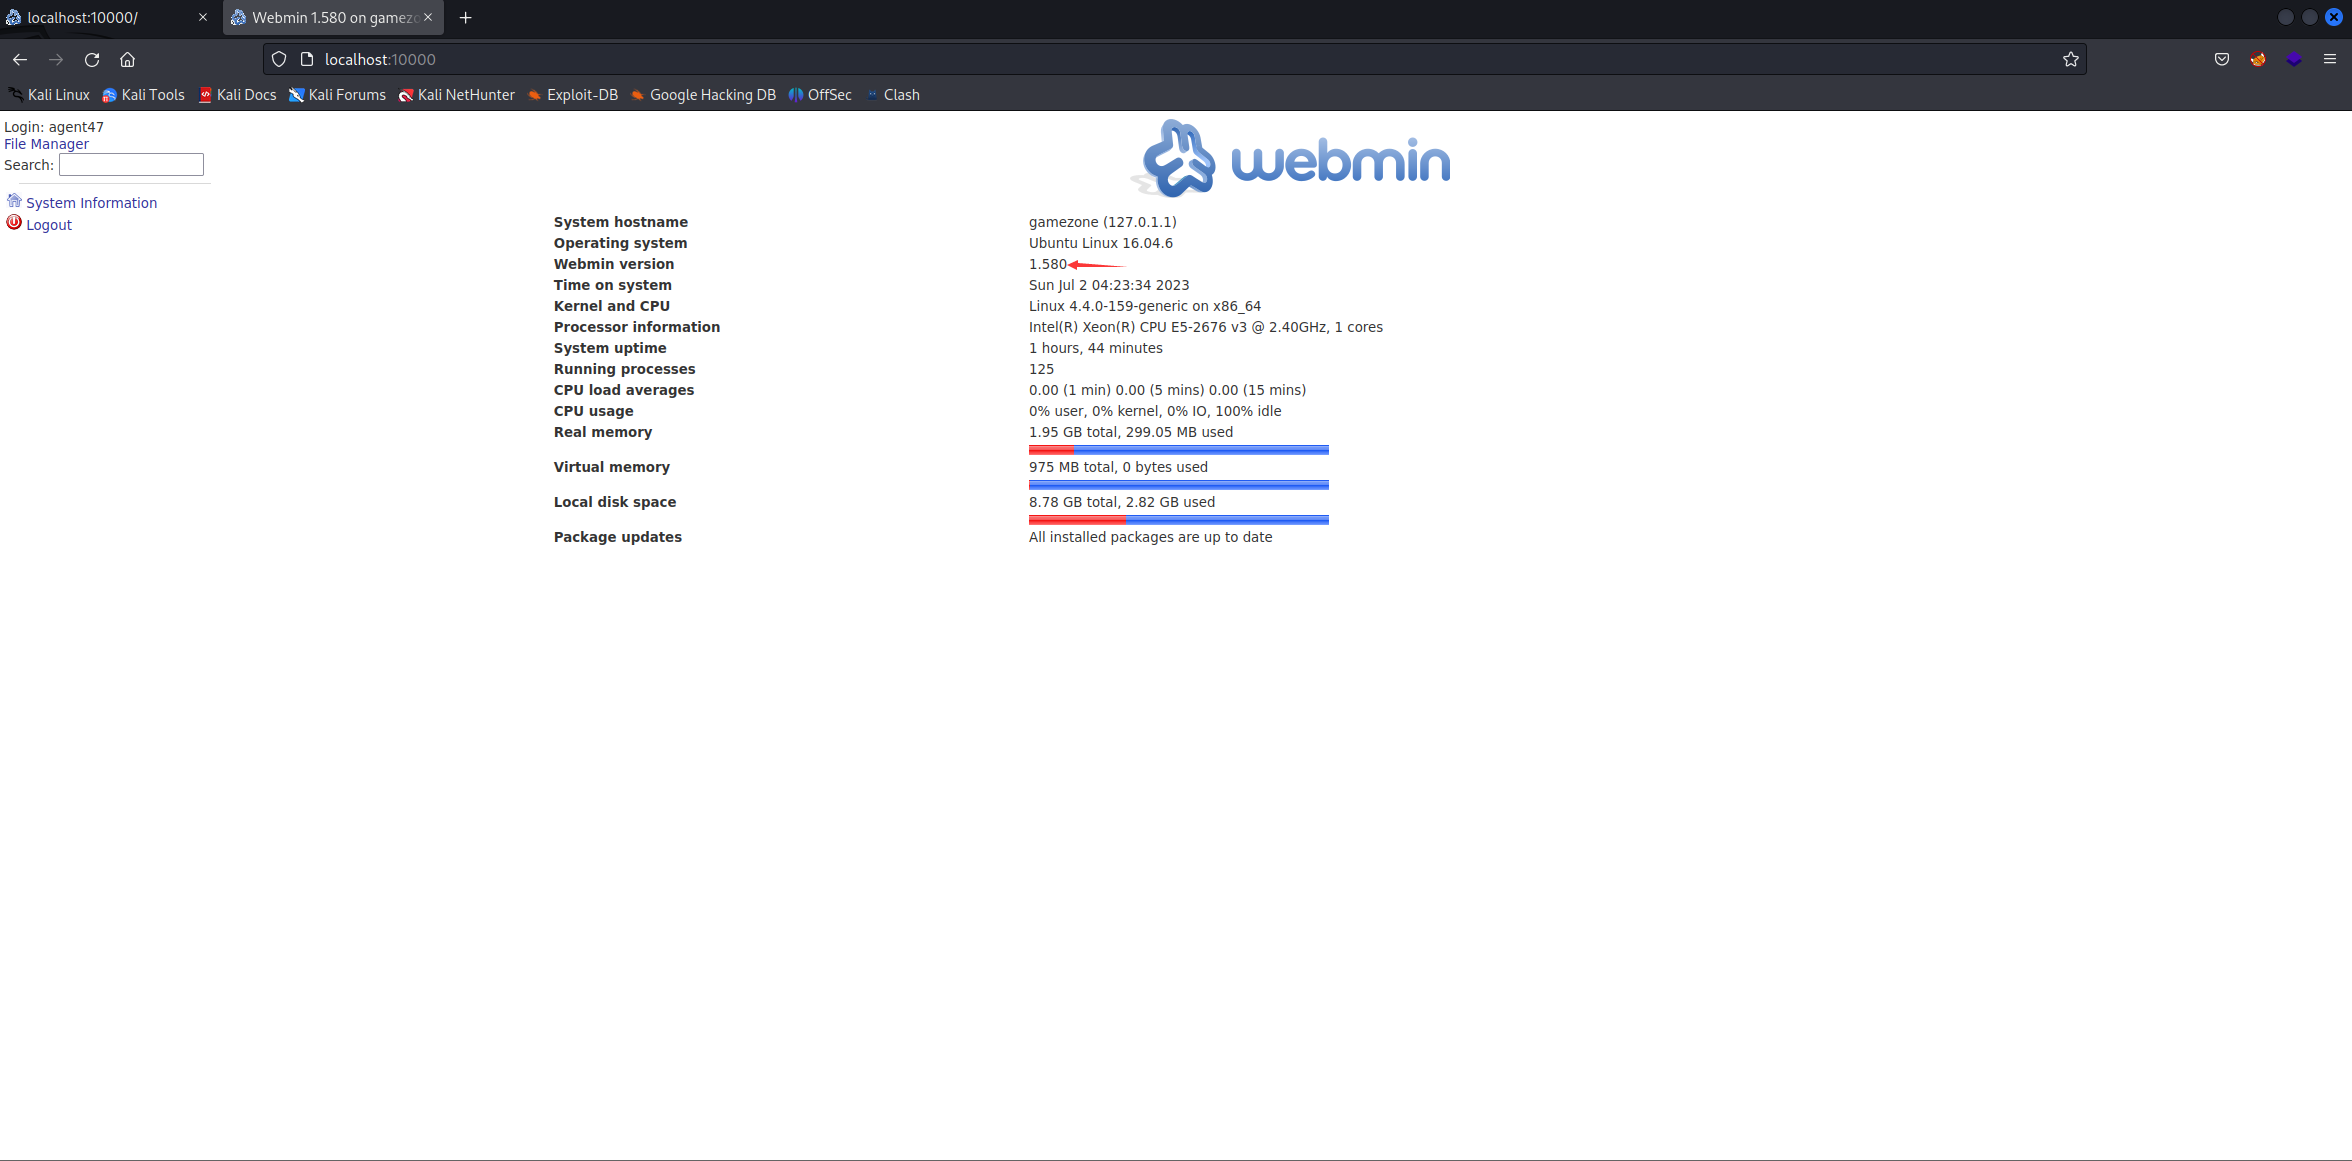 localhost:10000/
Webmin 1.580 on gamezo
localhost:10000
Kali Linux Kali Tools Kali Docs Kali Forums Kali NetHunter Exploit-DB Google Hacking DB OffSec Clash
Login: agent47
File Manager
Search:
System Information
Logout
webmin
System hostname gamezone (127.0.1.1)
Operating system Ubuntu Linux 16.04.6
Webmin version 1.580
Time on system Sun Jul 2 04:23:34 2023
Kernel and CPU Linux 4.4.0-159-generic on x86_64
Processor information Intel(R) Xeon(R) CPU E5-2676 v3 @ 2.40GHz, 1 cores
System uptime 1 hours, 44 minutes
Running processes 125
CPU load averages 0.00 (1 min) 0.00 (5 mins) 0.00 (15 mins)
CPU usage 0% user, 0% kernel, 0% IO, 100% idle
Real memory 1.95 GB total, 299.05 MB used
Virtual memory 975 MB total, 0 bytes used
Local disk space 8.78 GB total, 2.82 GB used
Package updates All installed packages are up to date